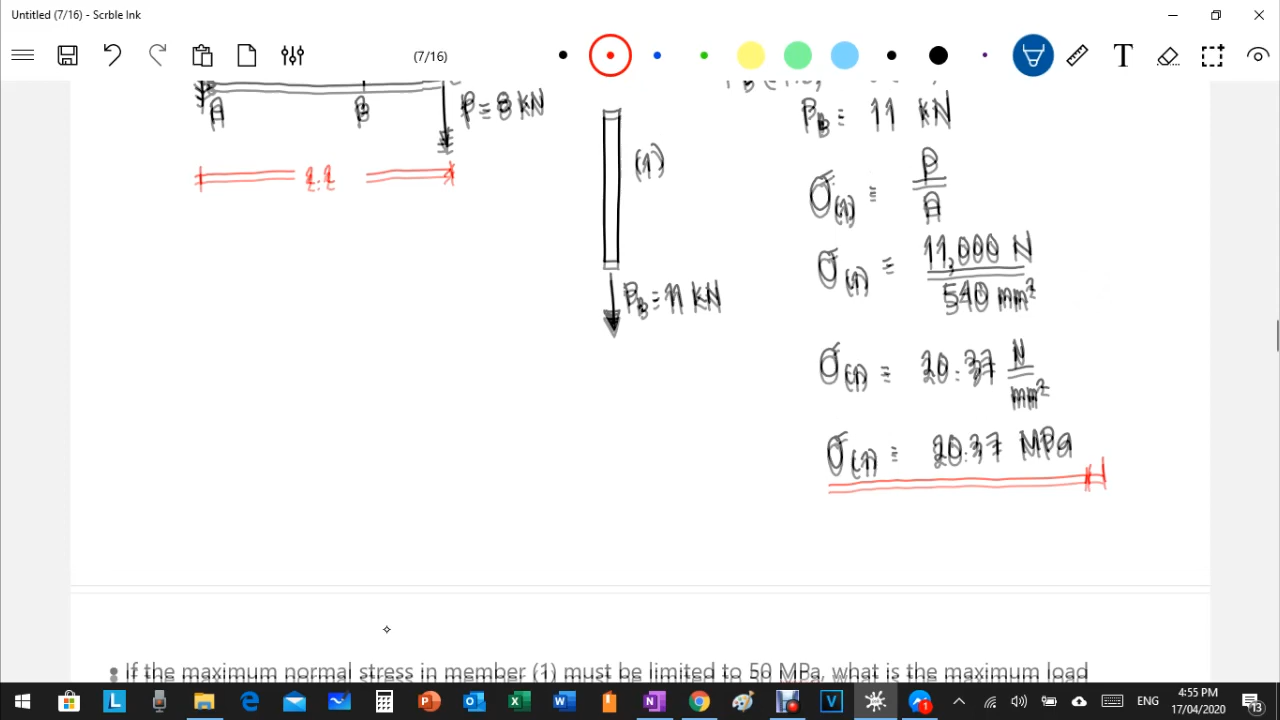 Untitled (7/16) - Scrble Ink
(7/16)
A B P = 8 kN
(1)
P_B = 11 kN
P_B = 11 kN
σ(1) = P/A
σ(1) = 11,000 N / 540 mm²
σ(1) = 20.37 N/mm²
σ(1) = 20.37 MPa
• If the maximum normal stress in member (1) must be limited to 50 MPa, what is the maximum load
ENG
4:55 PM
17/04/2020
13